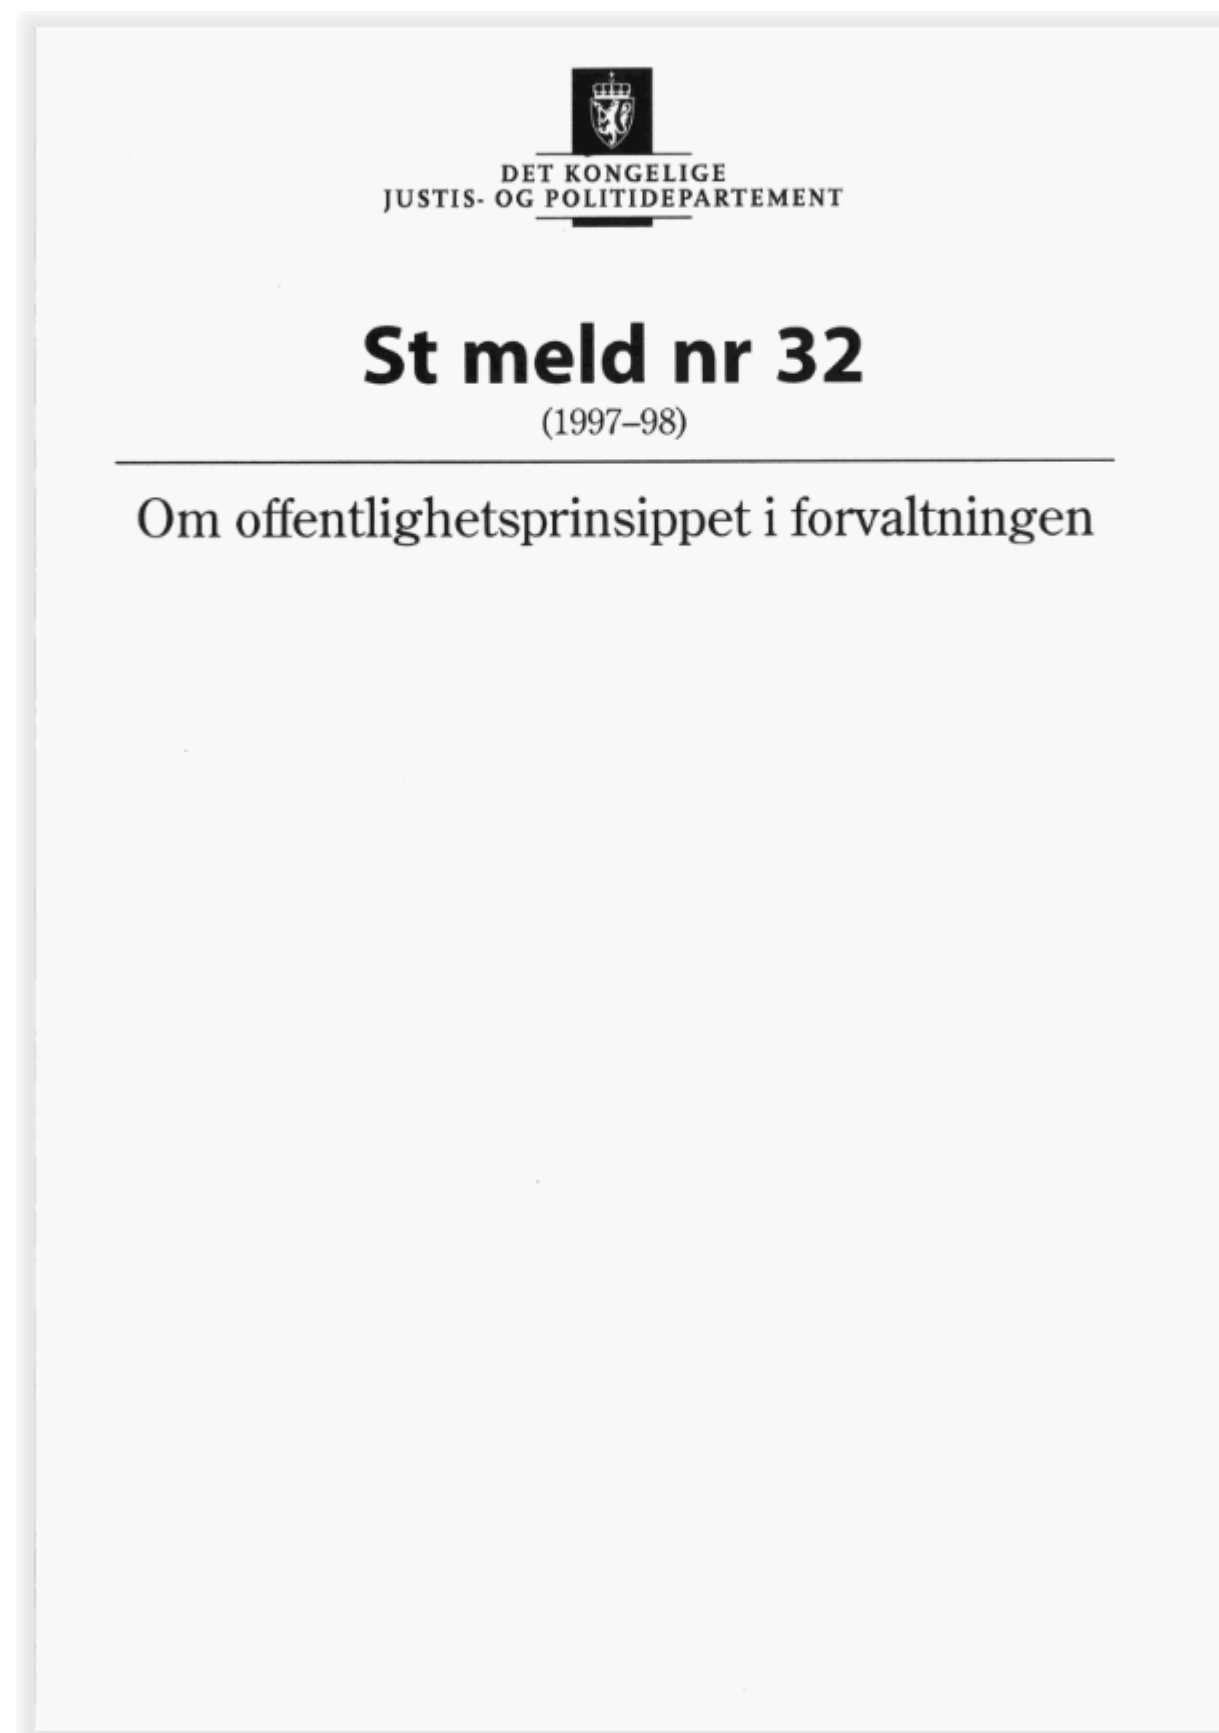 DET KONGELIGE
JUSTIS- OG POLITIDEPARTEMENT
St meld nr 32
(1997–98)
Om offentlighetsprinsippet i forvaltningen